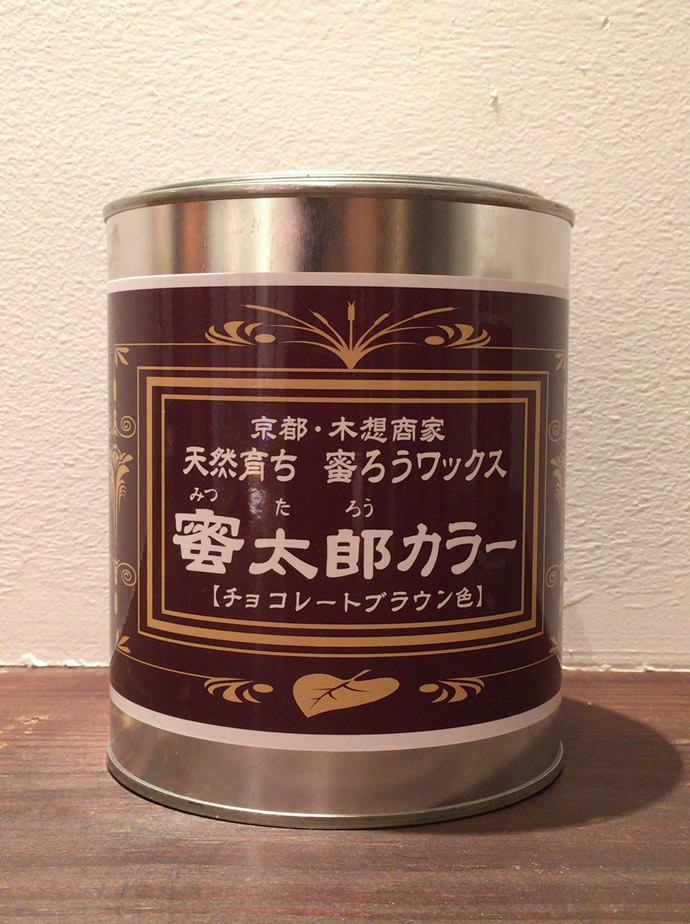 京都・木想商家
天然育ち 蜜ろうワックス
みつ た ろう
蜜太郎カラー
【チョコレートブラウン色】